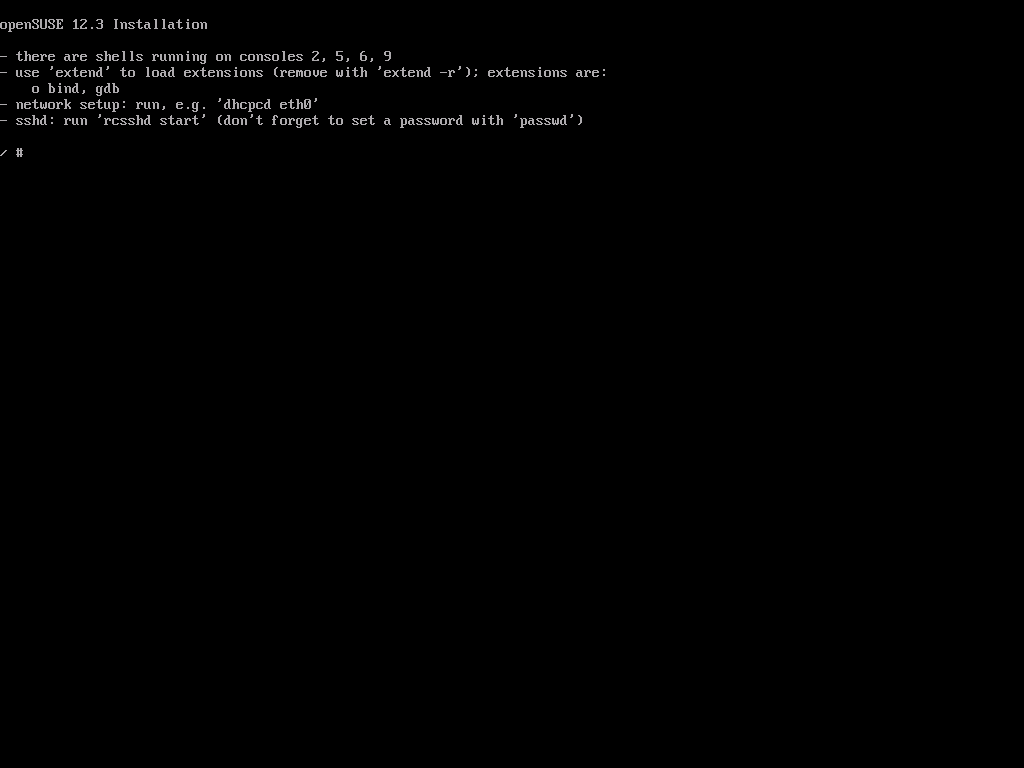 openSUSE 12.3 Installation
- there are shells running on consoles 2, 5, 6, 9
- use 'extend' to load extensions (remove with 'extend -r'); extensions are:
o bind, gdb
- network setup: run, e.g. 'dhcpcd eth0'
- sshd: run 'rcsshd start' (don't forget to set a password with 'passwd')
/ #